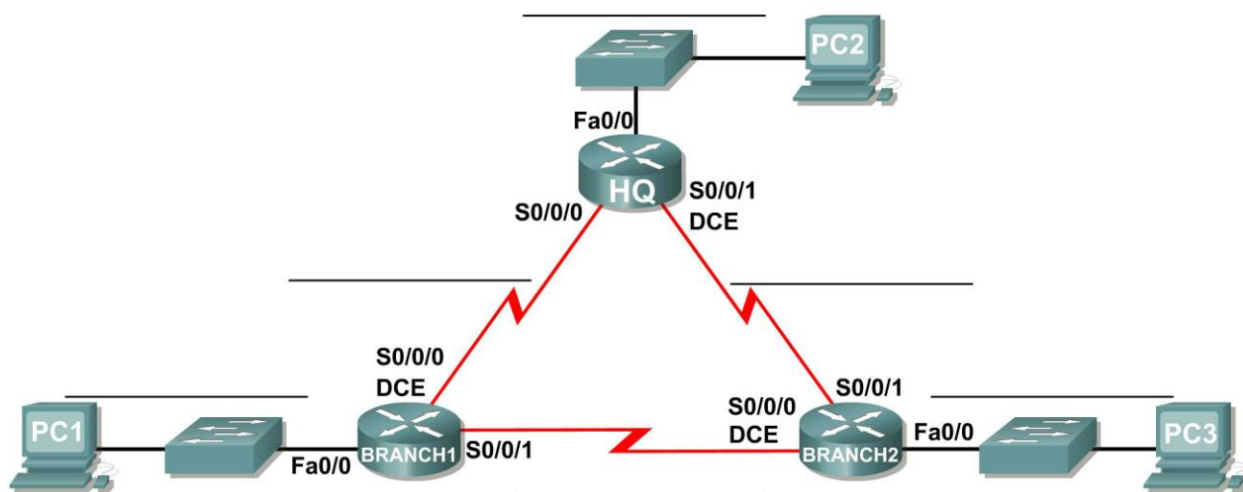 PC2
Fa0/0
HQ
S0/0/0
S0/0/1
DCE
S0/0/0
DCE
S0/0/1
S0/0/0
DCE
PC1
Fa0/0
BRANCH1
S0/0/1
BRANCH2
Fa0/0
PC3